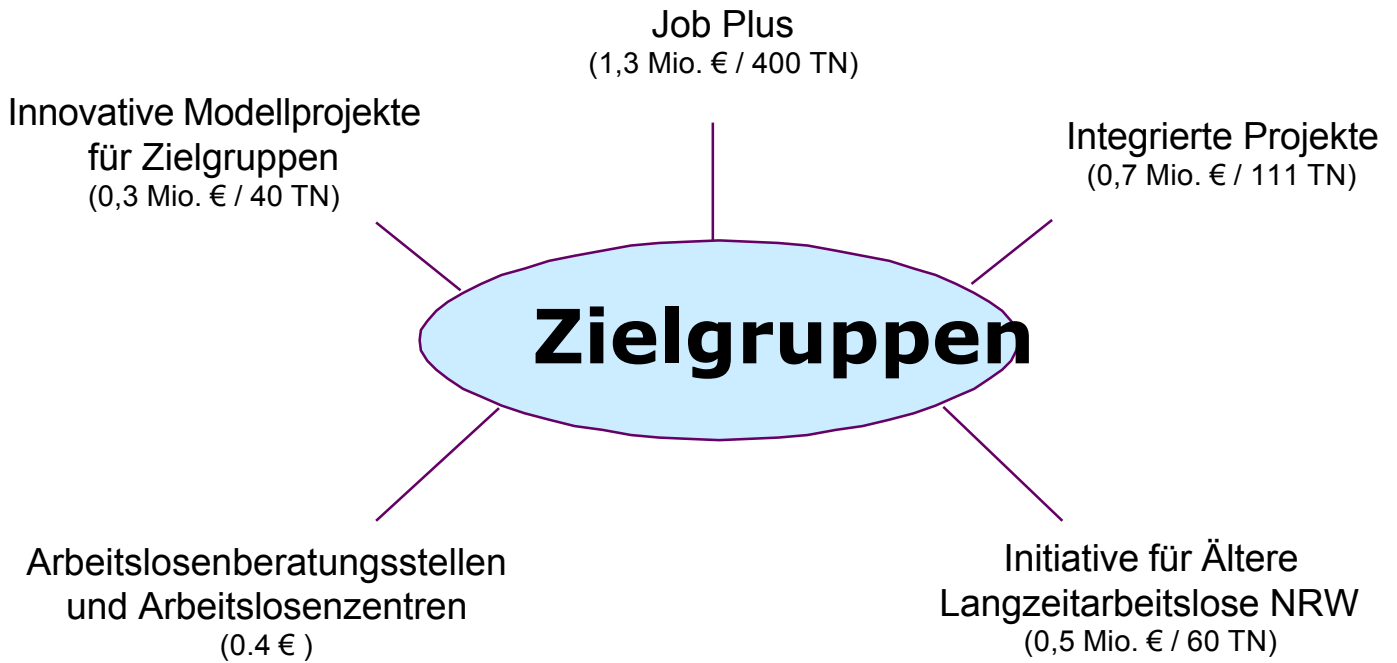 Job Plus
(1,3 Mio. € / 400 TN)
Innovative Modellprojekte
für Zielgruppen
(0,3 Mio. € / 40 TN)
Integrierte Projekte
(0,7 Mio. € / 111 TN)
Zielgruppen
Arbeitslosenberatungsstellen
und Arbeitslosenzentren
(0.4 € )
Initiative für Ältere
Langzeitarbeitslose NRW
(0,5 Mio. € / 60 TN)